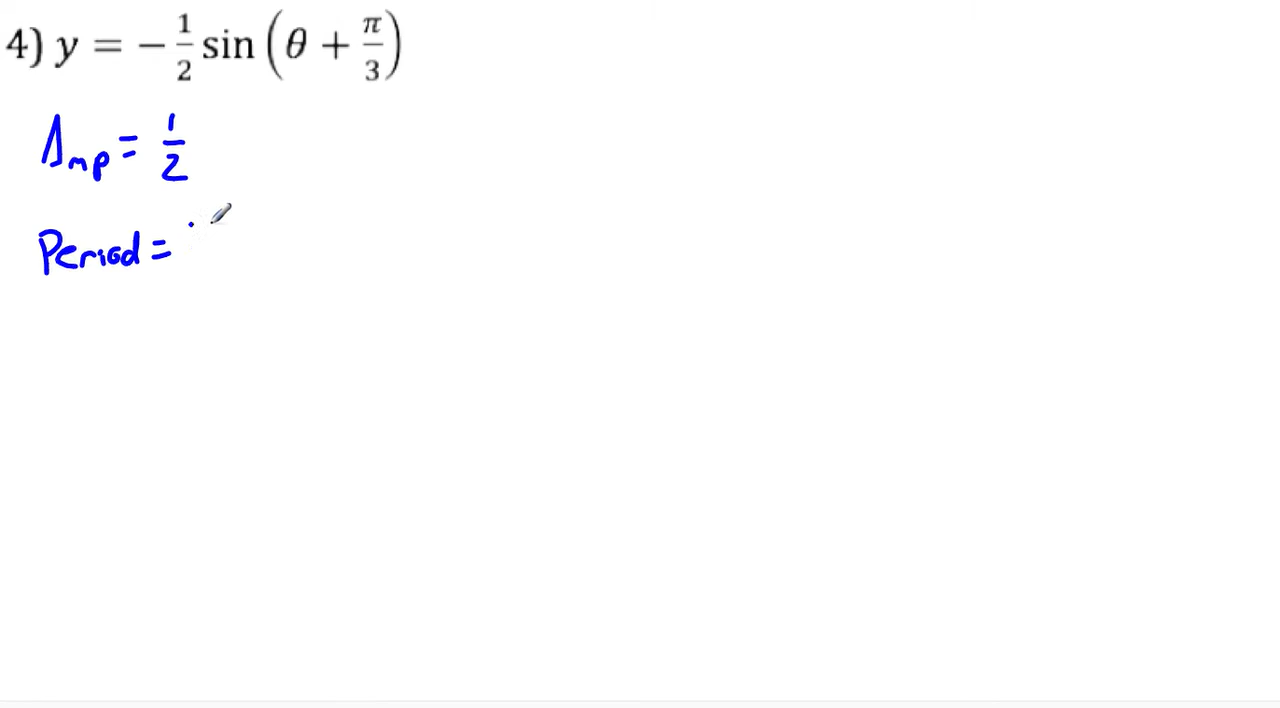 4) y = −1/2 sin (θ + π/3)
Amp = 1/2
Period =